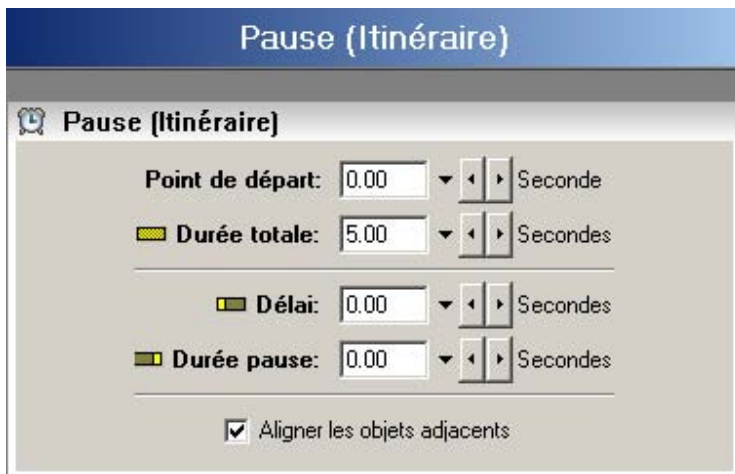 Pause (Itinéraire)
Pause (Itinéraire)
Point de départ: 0.00 Seconde
Durée totale: 5.00 Secondes
Délai: 0.00 Secondes
Durée pause: 0.00 Secondes
Aligner les objets adjacents